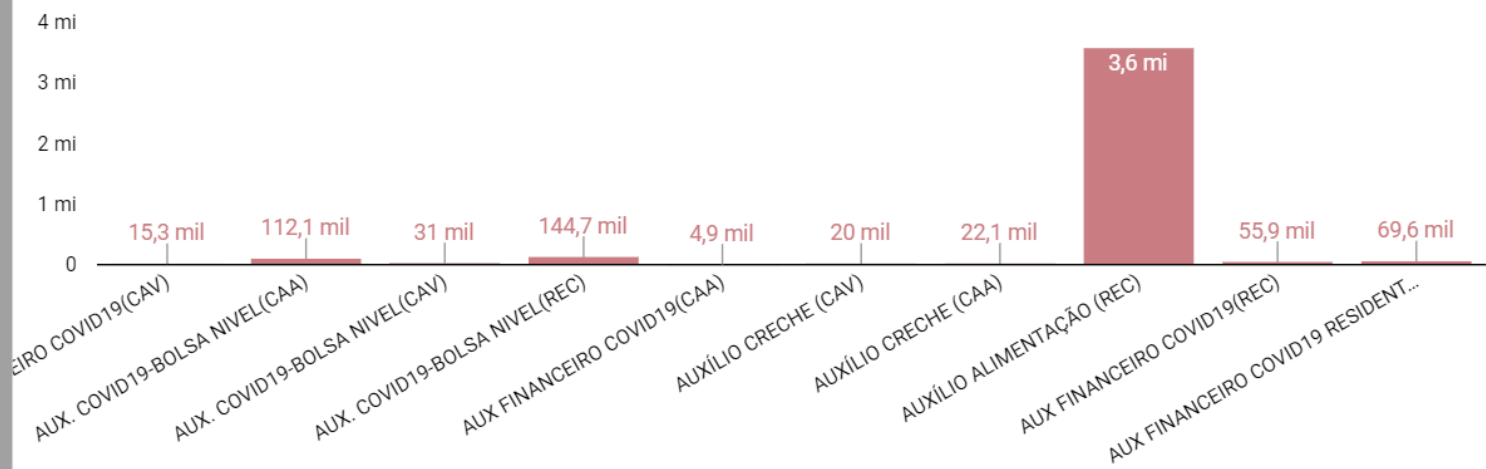 4 mi
3 mi
2 mi
1 mi
0
15,3 mil
112,1 mil
31 mil
144,7 mil
4,9 mil
20 mil
22,1 mil
3,6 mi
55,9 mil
69,6 mil
EIRO COVID19(CAV)
AUX. COVID19-BOLSA NIVEL(CAA)
AUX. COVID19-BOLSA NIVEL(CAV)
AUX. COVID19-BOLSA NIVEL(REC)
AUX FINANCEIRO COVID19(CAA)
AUXÍLIO CRECHE (CAV)
AUXÍLIO CRECHE (CAA)
AUXÍLIO ALIMENTAÇÃO (REC)
AUX FINANCEIRO COVID19(REC)
AUX FINANCEIRO COVID19 RESIDENT...